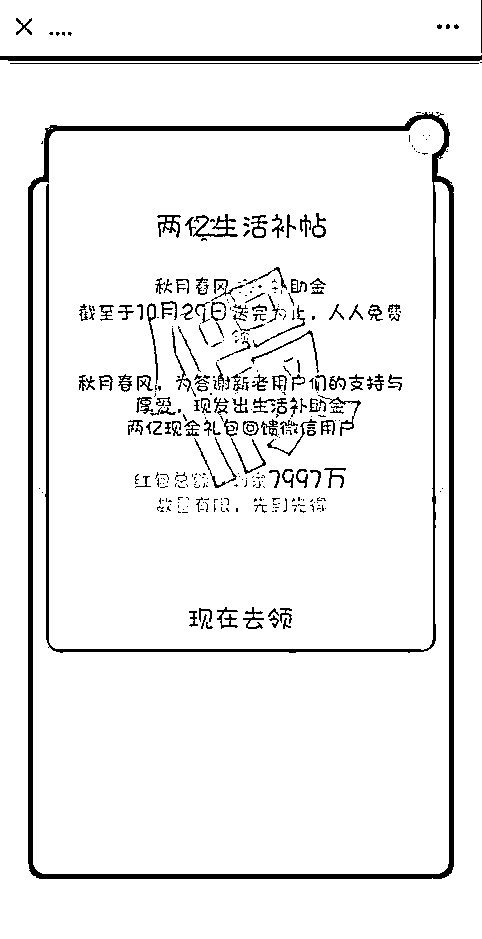 两亿生活补帖
秋月春风 补助金
截至于10月29日送完为止，人人免费
领
秋月春风，为答谢新老用户们的支持与
厚爱，现发出生活补助金
两亿现金礼包回馈微信用户
红包总额 7997万
数量有限，先到先得
现在去领